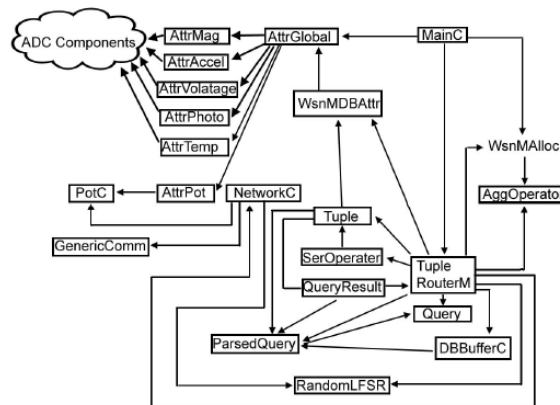 ADC Components
AttrMag
AttrGlobal
MainC
AttrAccel
AttrVolatage
AttrPhoto
AttrTemp
WsnMDBAttr
WsnMAlloc
PotC
AttrPot
NetworkC
AggOperato
Tuple
GenericComm
SerOperater
Tuple
RouterM
QueryResult
Query
ParsedQuery
DBBufferC
RandomLFSR